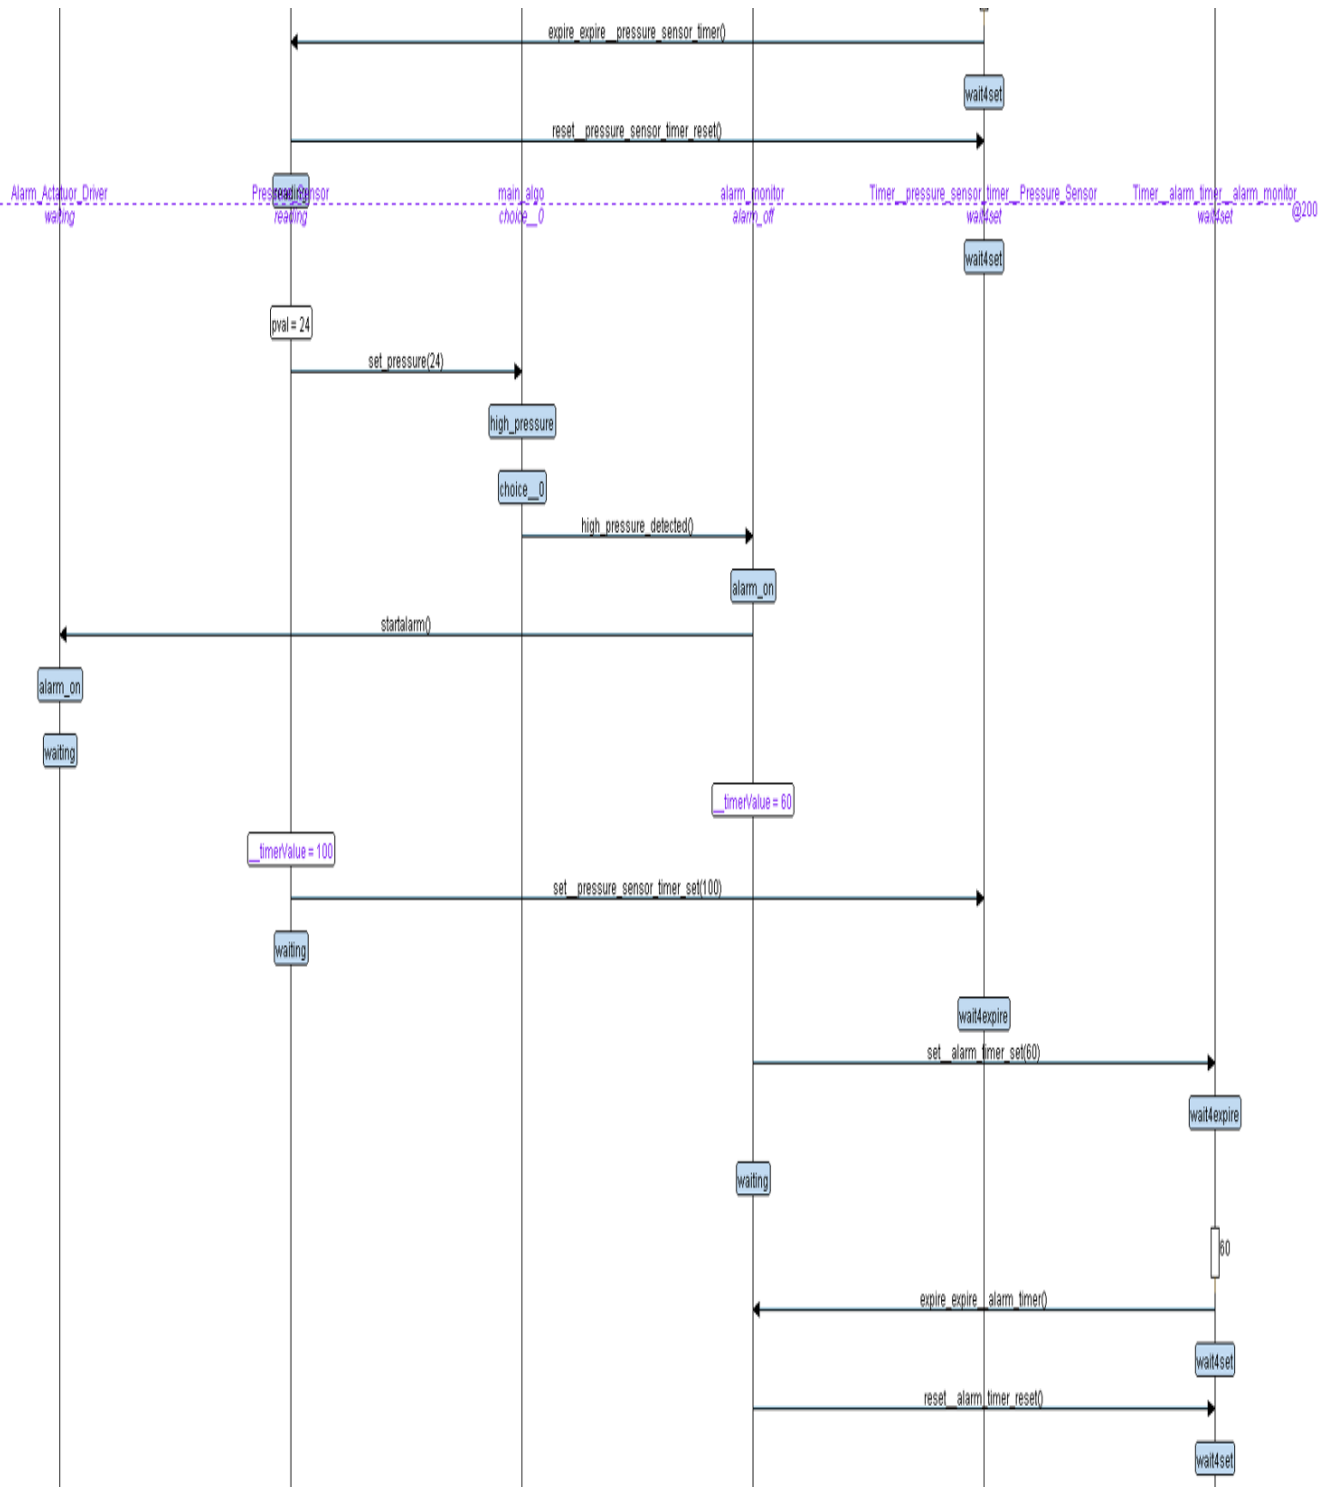 expire_expire__pressure_sensor_timer()
wait4set
reset__pressure_sensor_timer_reset()
reading
Alarm_Actatuor_Driver Pressure_Sensor main_algo alarm_monitor Timer__pressure_sensor_timer__Pressure_Sensor Timer__alarm_timer__alarm_monitor
waiting reading choice__0 alarm_off wait4set wait4set @200
wait4set
pval = 24
set_pressure(24)
high_pressure
choice__0
high_pressure_detected()
alarm_on
startalarm()
alarm_on
waiting
__timerValue = 60
__timerValue = 100
set__pressure_sensor_timer_set(100)
waiting
wait4expire
set__alarm_timer_set(60)
wait4expire
waiting
60
expire_expire__alarm_timer()
wait4set
reset__alarm_timer_reset()
wait4set